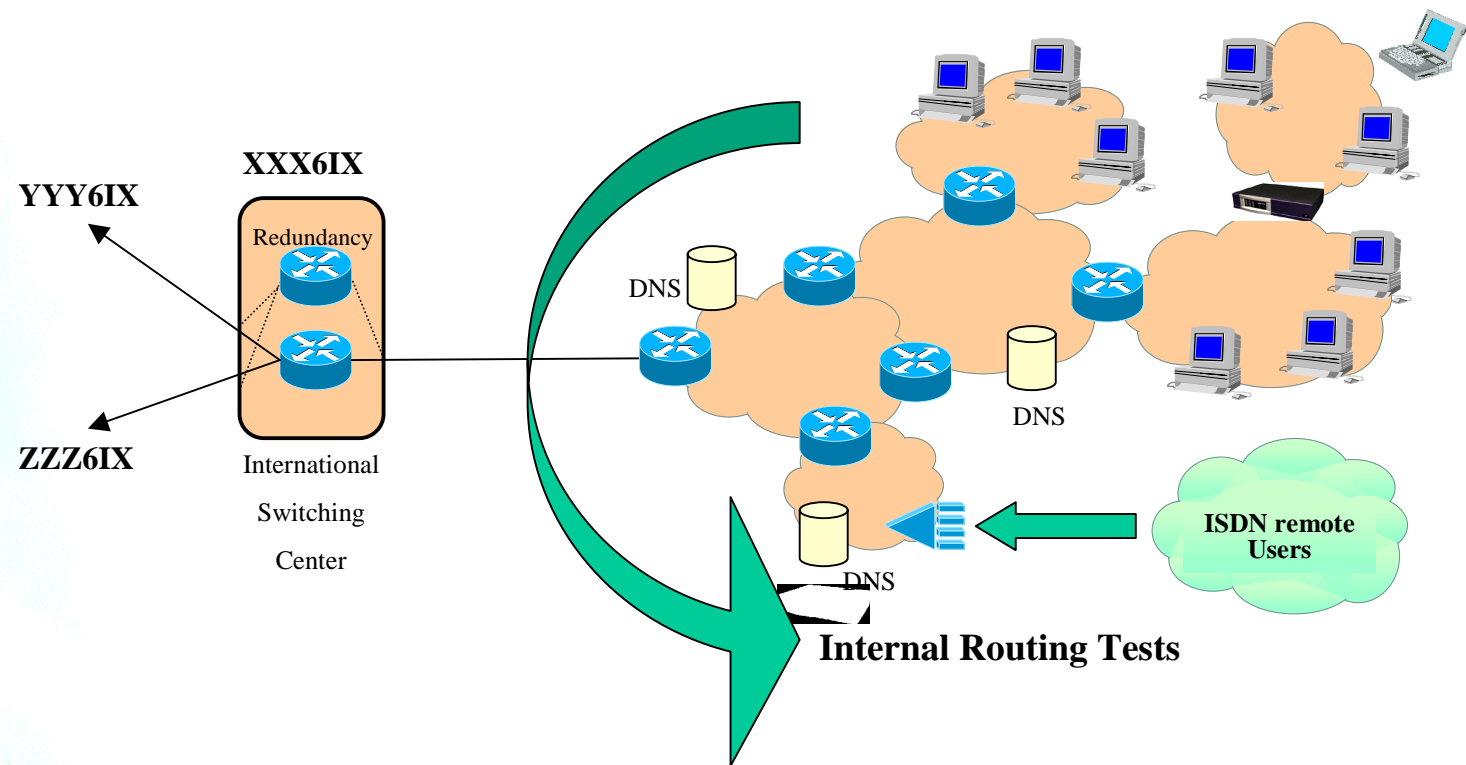 XXX6IX
YYY6IX
Redundancy
DNS
DNS
ZZZ6IX
International
Switching
Center
ISDN remote
Users
DNS
Internal Routing Tests